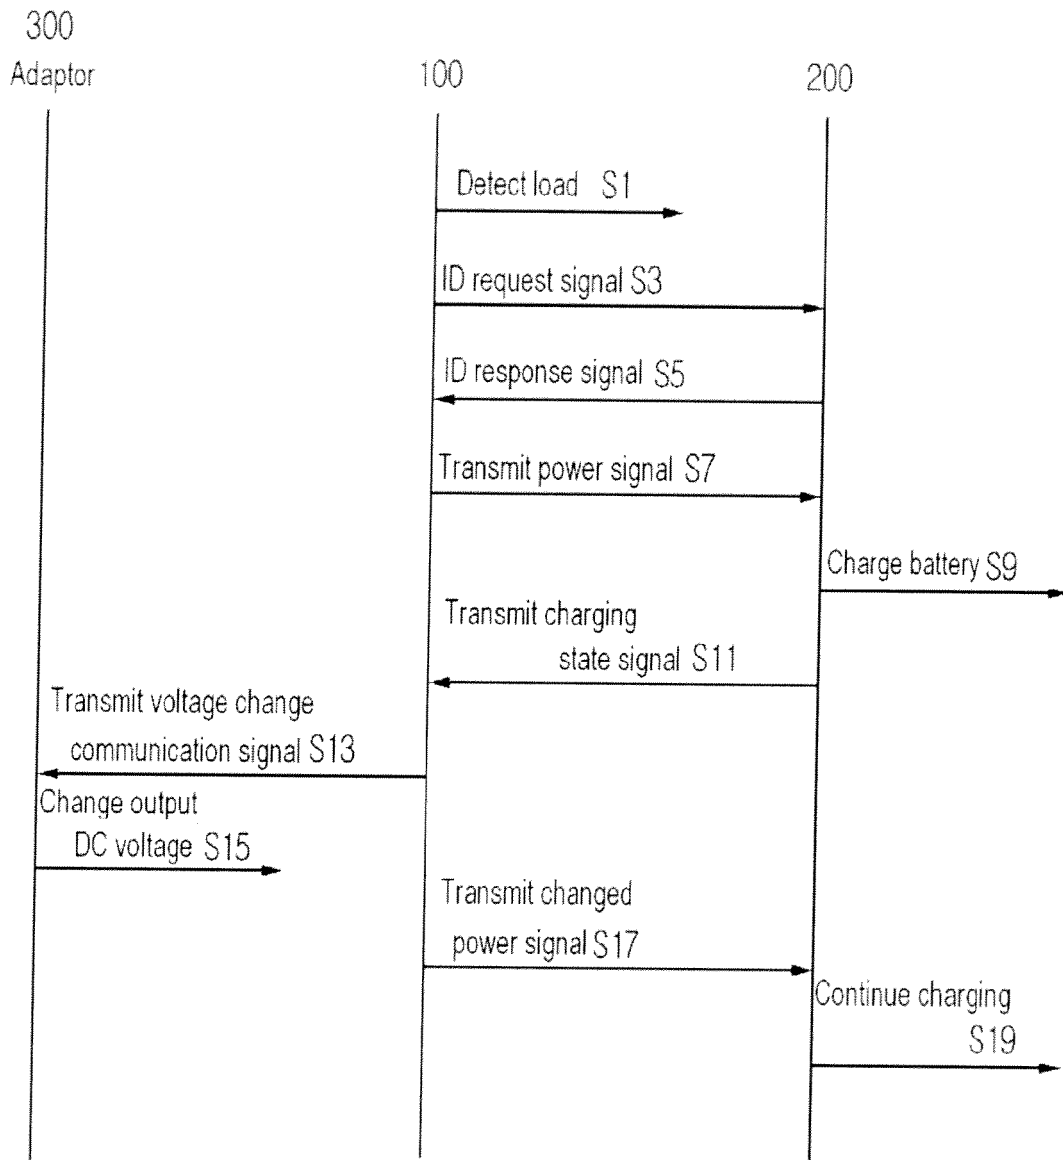 300
Adaptor
100
200
Detect load S1
ID request signal S3
ID response signal S5
Transmit power signal S7
Charge battery S9
Transmit charging
state signal S11
Transmit voltage change
communication signal S13
Change output
DC voltage S15
Transmit changed
power signal S17
Continue charging
S19